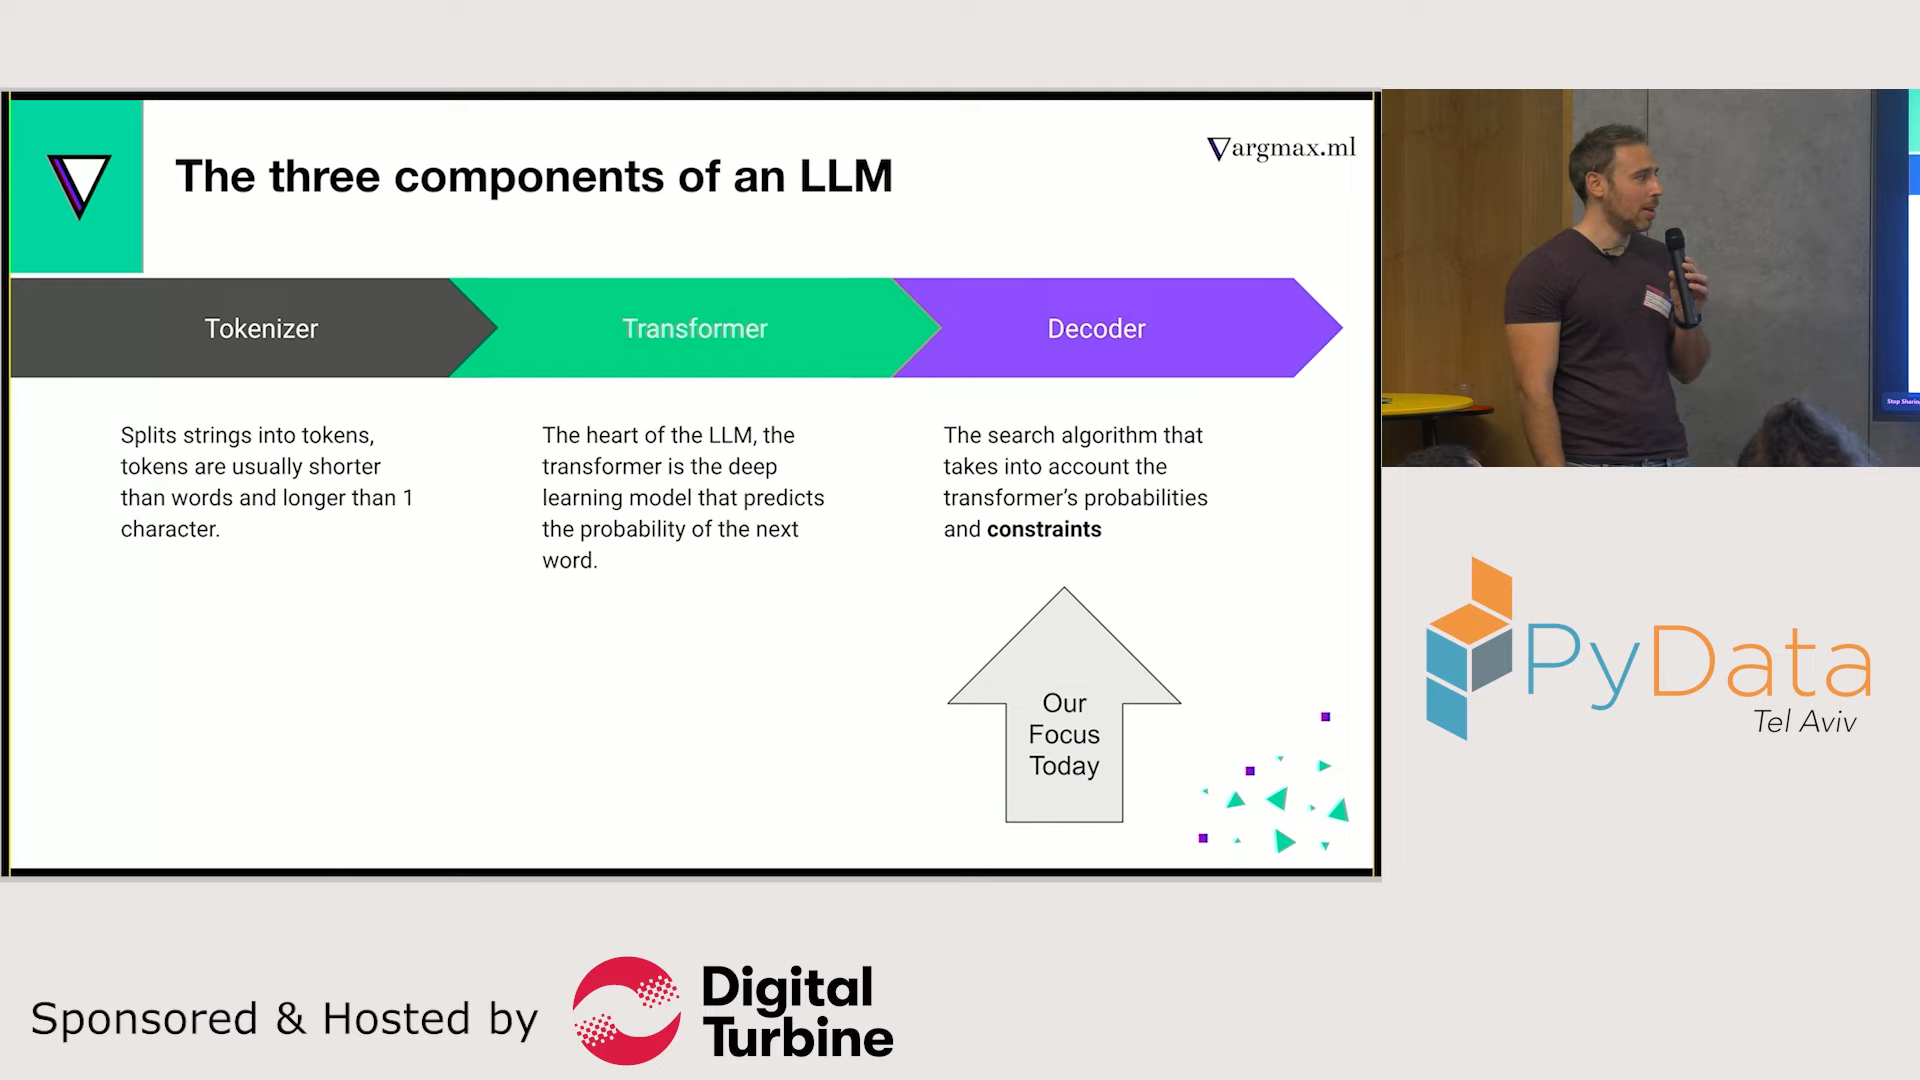 The three components of an LLM
argmax.ml
Tokenizer
Transformer
Decoder
Splits strings into tokens,
tokens are usually shorter
than words and longer than 1
character.
The heart of the LLM, the
transformer is the deep
learning model that predicts
the probability of the next
word.
The search algorithm that
takes into account the
transformer's probabilities
and constraints
Our
Focus
Today
Stop Sharin
PyData
Tel Aviv
Sponsored & Hosted by
Digital
Turbine